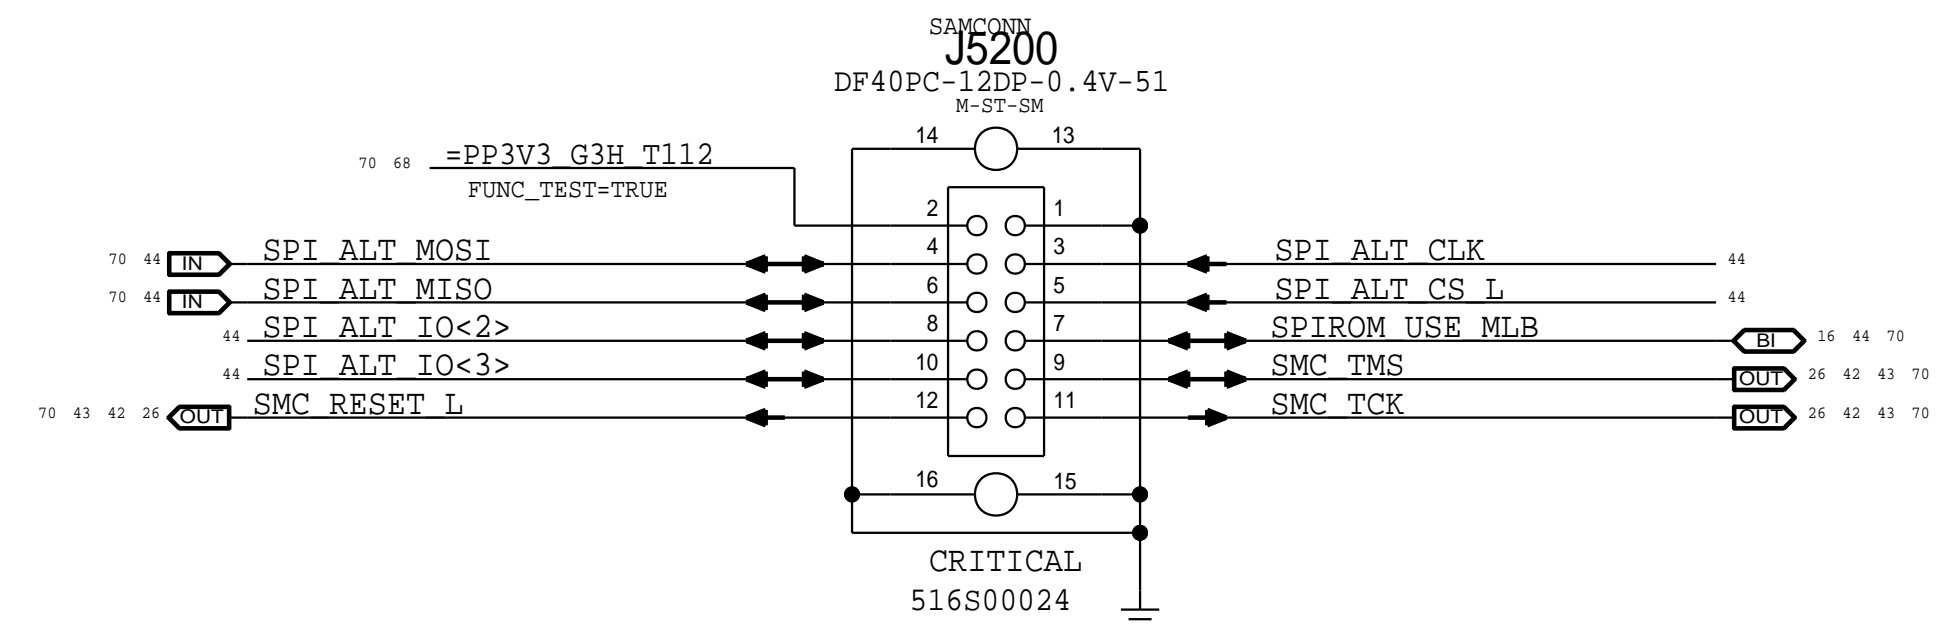 SAMCONN
J5200
DF40PC-12DP-0.4V-51
M-ST-SM
14 13
70 68 =PP3V3_G3H_T112
FUNC_TEST=TRUE
2 1
70 44 IN SPI_ALT_MOSI 4 3 SPI_ALT_CLK 44
70 44 IN SPI_ALT_MISO 6 5 SPI_ALT_CS_L 44
44 SPI_ALT_IO<2> 8 7 SPIROM_USE_MLB BI 16 44 70
44 SPI_ALT_IO<3> 10 9 SMC_TMS OUT 26 42 43 70
70 43 42 26 OUT SMC_RESET_L 12 11 SMC_TCK OUT 26 42 43 70
16 15
CRITICAL
516S00024